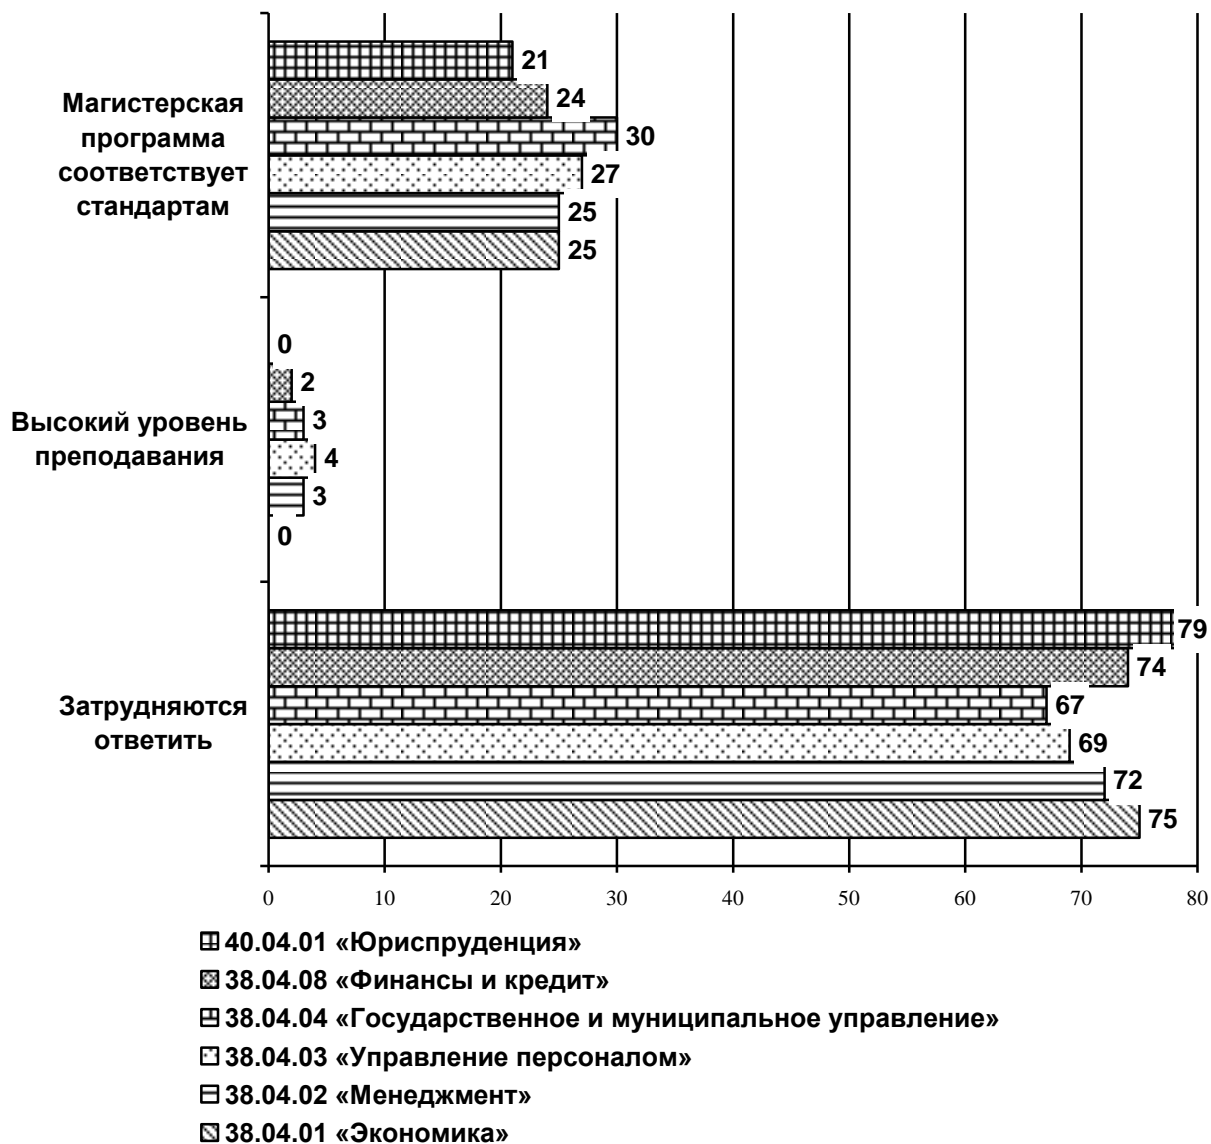 21
24
30
27
25
25
Магистерская
программа
соответствует
стандартам
0
2
3
4
3
0
Высокий уровень
преподавания
79
74
67
69
72
75
Затрудняются
ответить
0 10 20 30 40 50 60 70 80
40.04.01 «Юриспруденция»
38.04.08 «Финансы и кредит»
38.04.04 «Государственное и муниципальное управление»
38.04.03 «Управление персоналом»
38.04.02 «Менеджмент»
38.04.01 «Экономика»